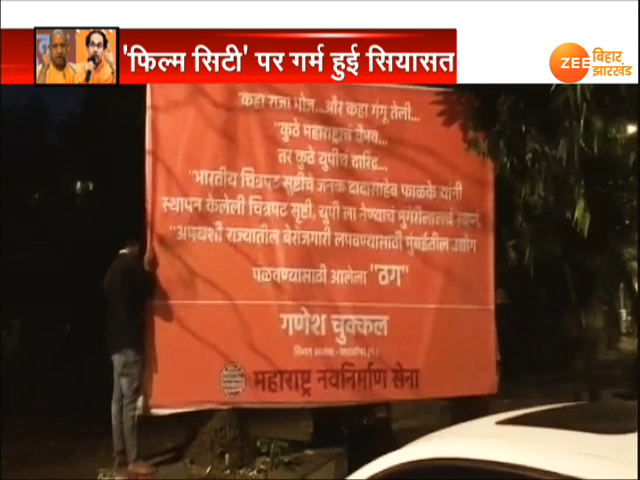 'फिल्म सिटी' पर गर्म हुई सियासत
ZEE बिहार झारखंड
"कहा राजा भोज...और कहा गंगू तेली...
"कुठे महाराष्ट्राचं वैभव...
तर कुठे युपीचं दारिद्र...
"भारतीय चित्रपट सृष्टीचे जनक दादासाहेब फाळके यांनी
स्थापन केलेली चित्रपट सृष्टी, युपी ला नेण्याचे मुंगेरीलालचे स्वप्नं
"अपयशी राज्यातील बेरोजगारी लपवण्यासाठी मुंबईतील उद्योग
पळवण्यासाठी आलेला "ठग"
गणेश चुक्कल
महाराष्ट्र नवनिर्माण सेना